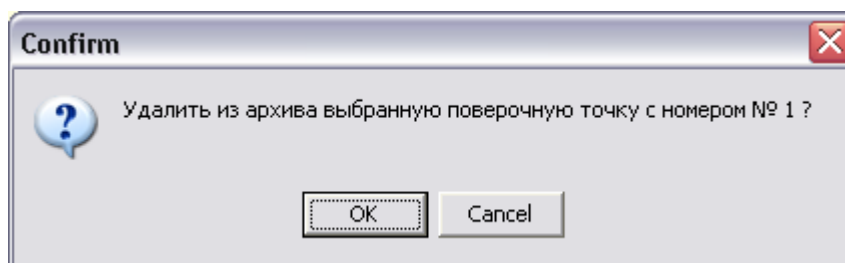 Confirm
Удалить из архива выбранную поверочную точку с номером № 1 ?
OK
Cancel